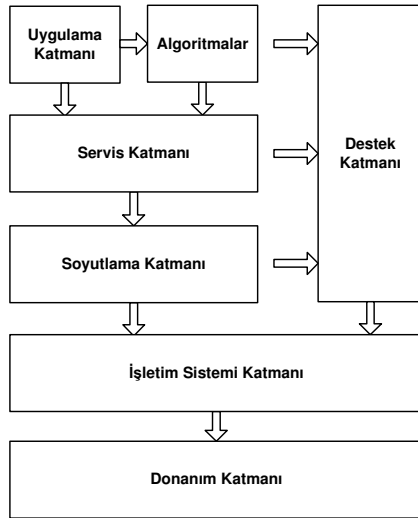 Uygulama
Katmanı
Algoritmalar
Destek
Katmanı
Servis Katmanı
Soyutlama Katmanı
İşletim Sistemi Katmanı
Donanım Katmanı